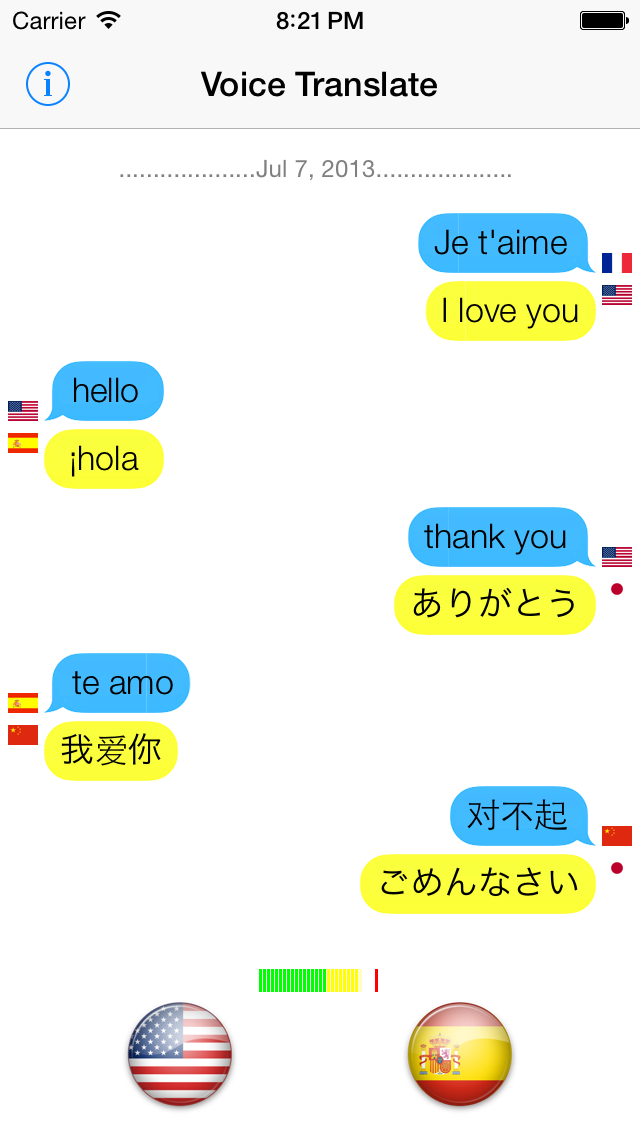 Carrier 8:21 PM
i Voice Translate
....................Jul 7, 2013....................
Je t'aime
I love you
hello
¡hola
thank you
ありがとう
te amo
我爱你
对不起
ごめんなさい